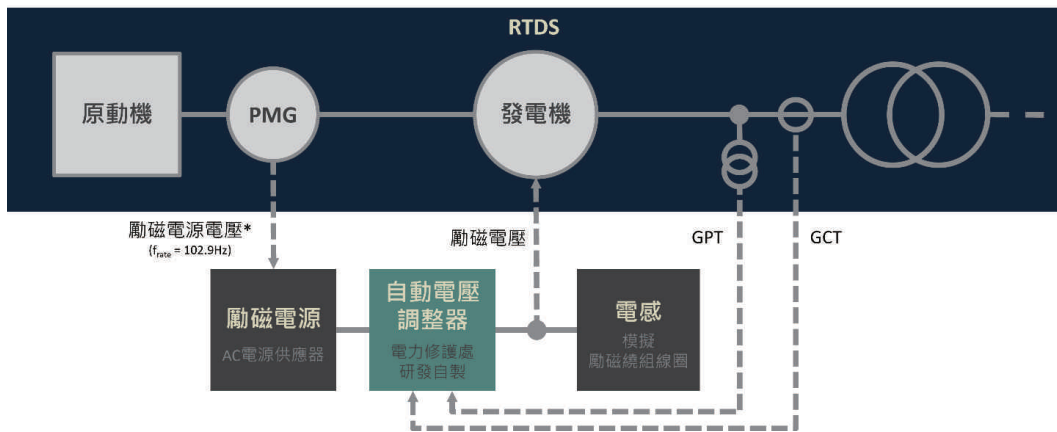 RTDS
原動機
PMG
發電機
勵磁電源電壓*
(frate = 102.9Hz)
勵磁電壓
GPT
GCT
勵磁電源
AC電源供應器
自動電壓
調整器
電力修護處
研發自製
電感
模擬
勵磁繞組線圈